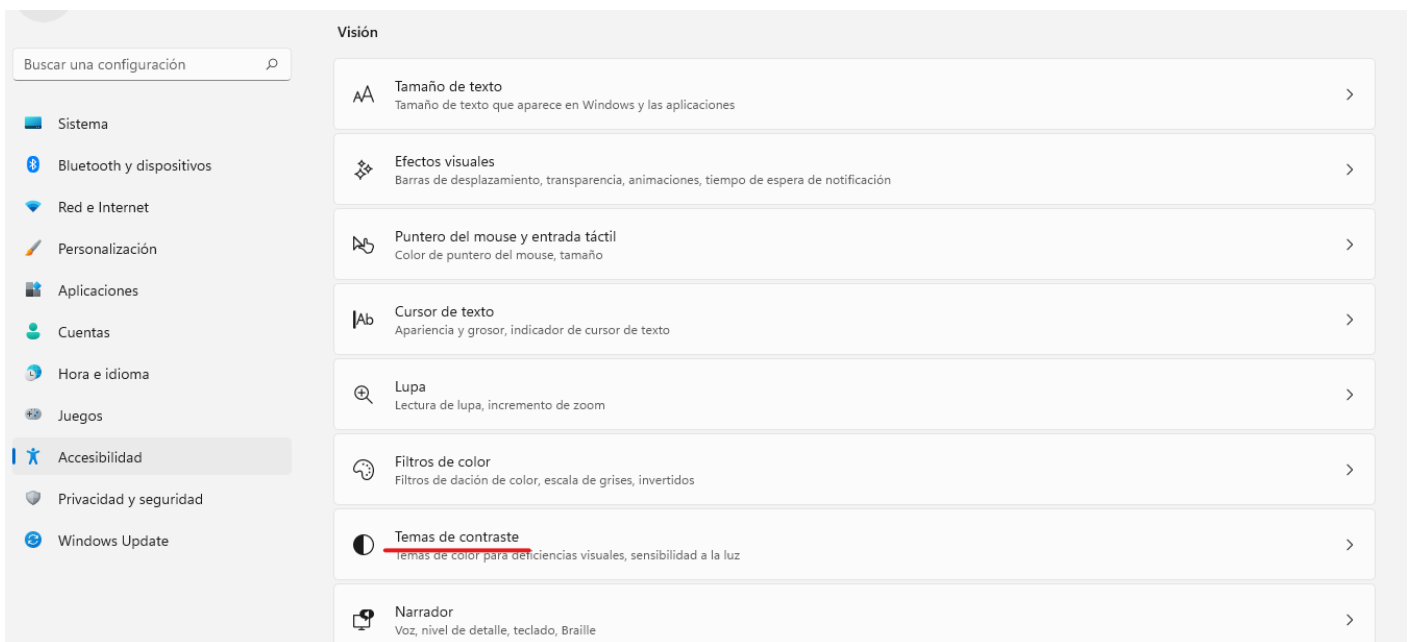 Buscar una configuración
Sistema
Bluetooth y dispositivos
Red e Internet
Personalización
Aplicaciones
Cuentas
Hora e idioma
Juegos
Accesibilidad
Privacidad y seguridad
Windows Update
Visión
Tamaño de texto
Tamaño de texto que aparece en Windows y las aplicaciones
Efectos visuales
Barras de desplazamiento, transparencia, animaciones, tiempo de espera de notificación
Puntero del mouse y entrada táctil
Color de puntero del mouse, tamaño
Ab
Cursor de texto
Apariencia y grosor, indicador de cursor de texto
Lupa
Lectura de lupa, incremento de zoom
Filtros de color
Filtros de dación de color, escala de grises, invertidos
Temas de contraste
Temas de color para deficiencias visuales, sensibilidad a la luz
Narrador
Voz, nivel de detalle, teclado, Braille